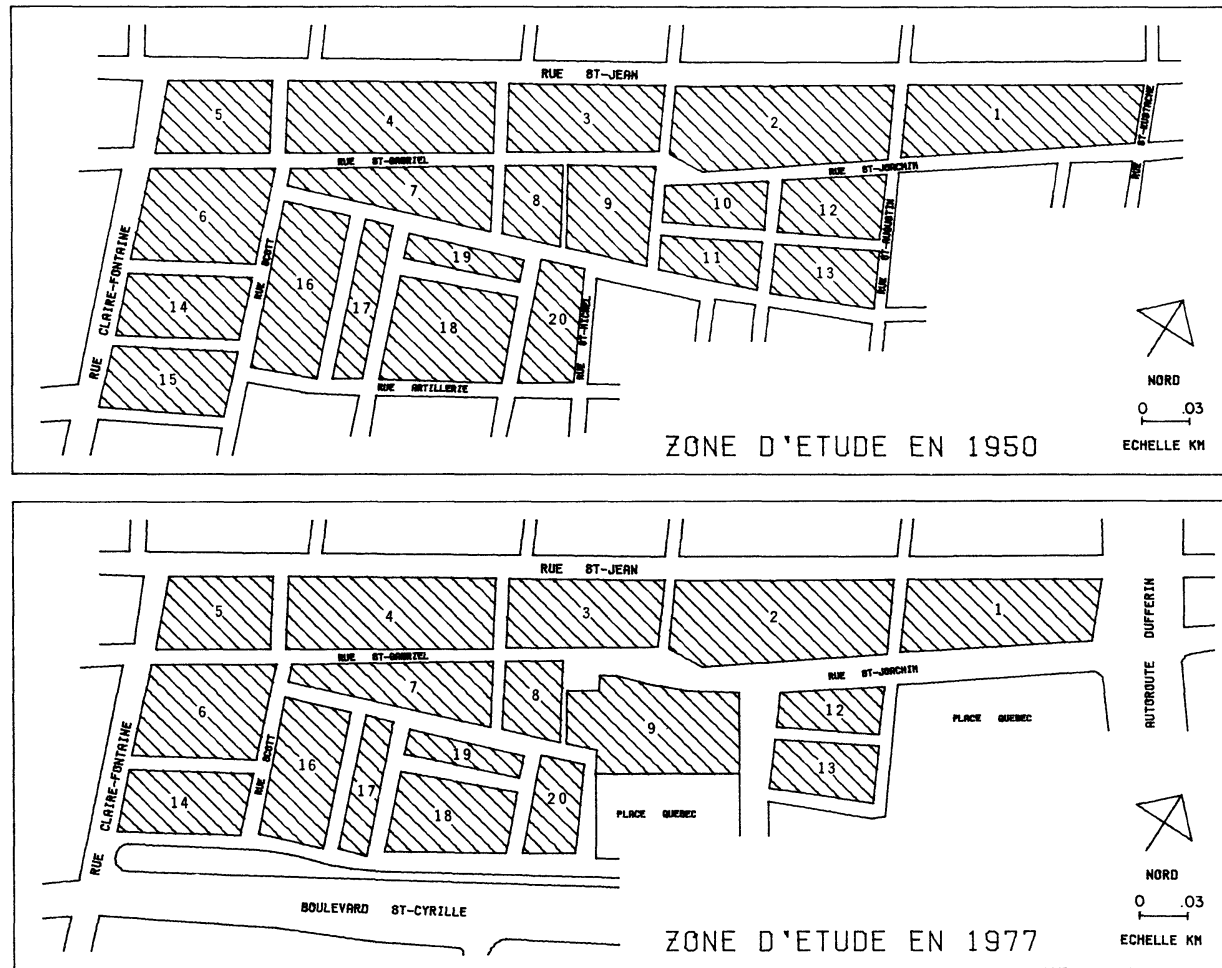 RUE ST-JEAN
5
4
3
2
1
RUE ST-EUSTACHE
RUE ST-GABRIEL
RUE ST-JOACHIM
6
7
8
9
10
12
RUE CLAIRE-FONTAINE
RUE SCOTT
RUE ST-AUGUSTIN
RUE
14
16
17
19
18
20
11
13
RUE ST-MICHEL
15
RUE ARTILLERIE
NORD
0 .03
ECHELLE KM
ZONE D'ETUDE EN 1950
RUE ST-JEAN
5
4
3
2
1
AUTOROUTE DUFFERIN
RUE ST-GABRIEL
RUE ST-JOACHIM
6
7
8
9
12
PLACE QUEBEC
RUE CLAIRE-FONTAINE
RUE SCOTT
14
16
17
19
18
20
13
PLACE QUEBEC
BOULEVARD ST-CYRILLE
NORD
0 .03
ECHELLE KM
ZONE D'ETUDE EN 1977